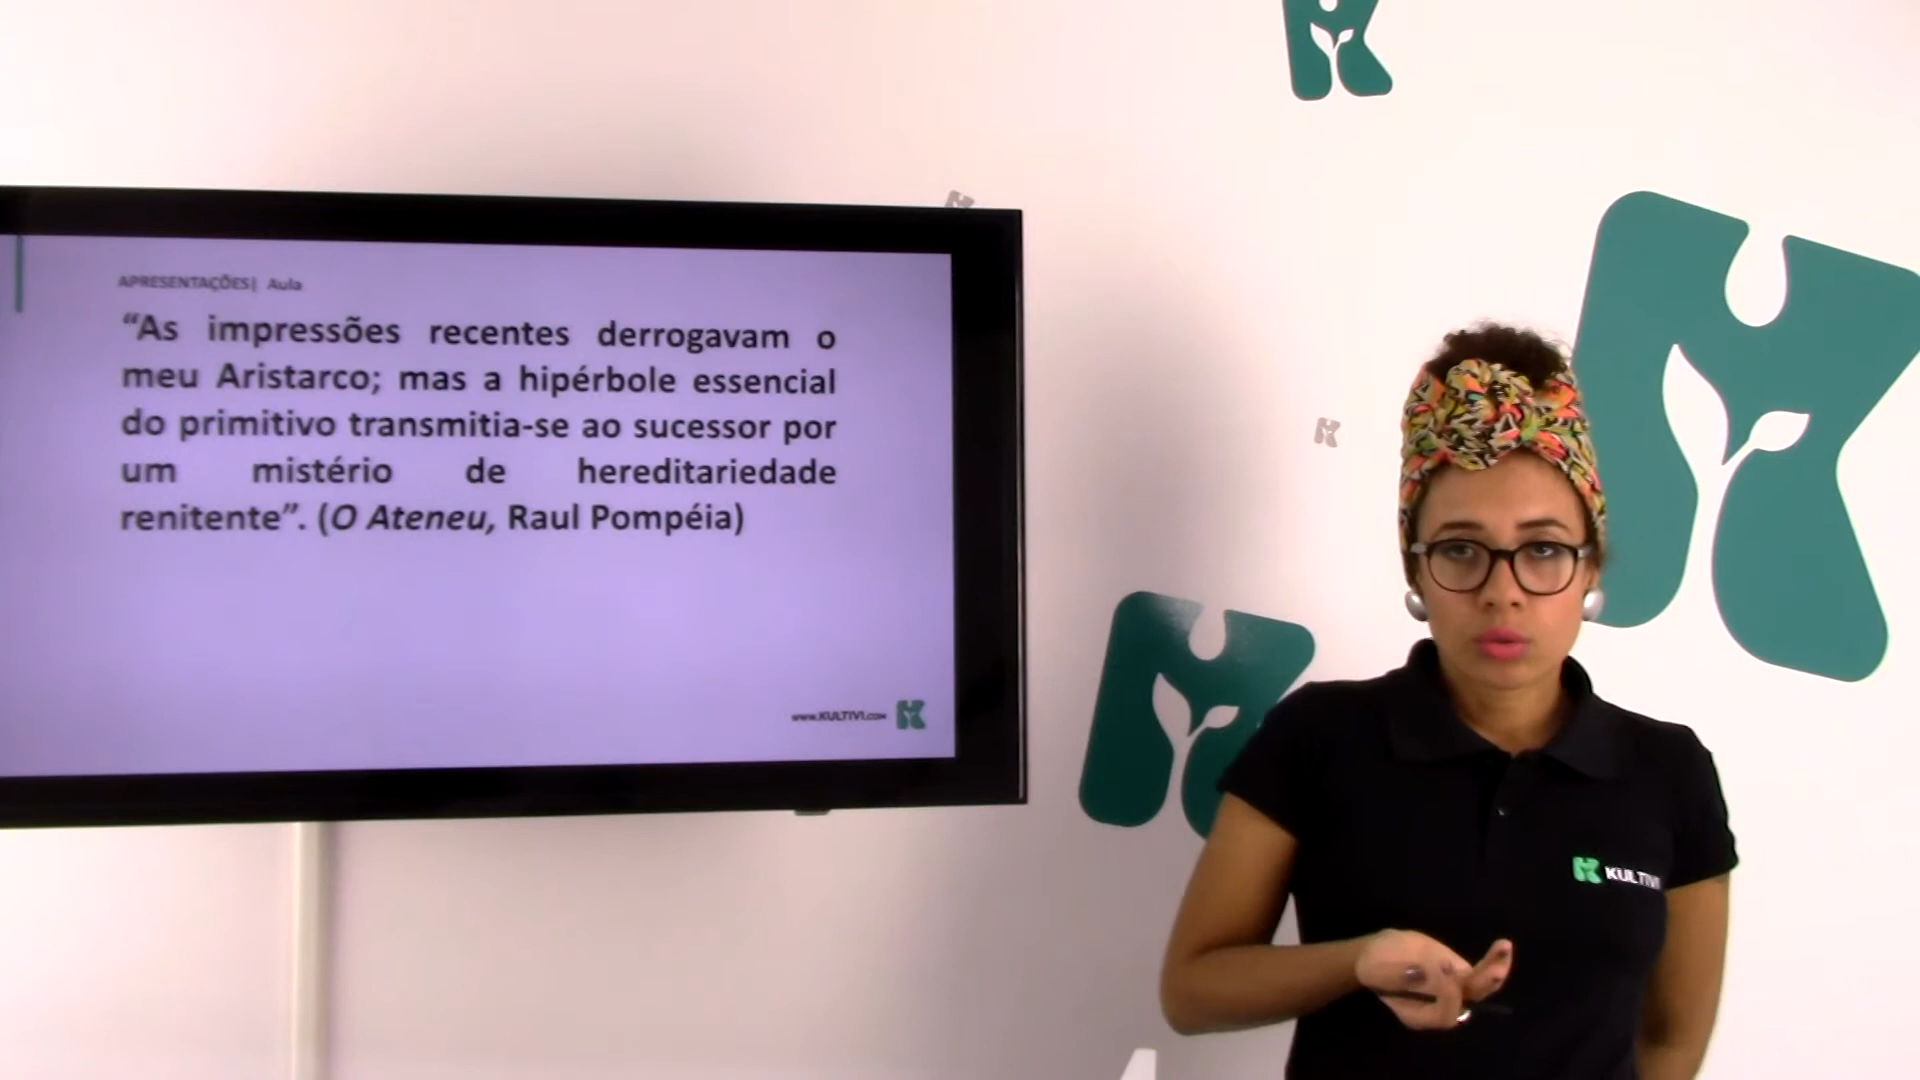 APRESENTAÇÕES| Aula
“As impressões recentes derrogavam o
meu Aristarco; mas a hipérbole essencial
do primitivo transmitia-se ao sucessor por
um mistério de hereditariedade
renitente”. (O Ateneu, Raul Pompéia)
www.KULTIVI.com
KULTIVI